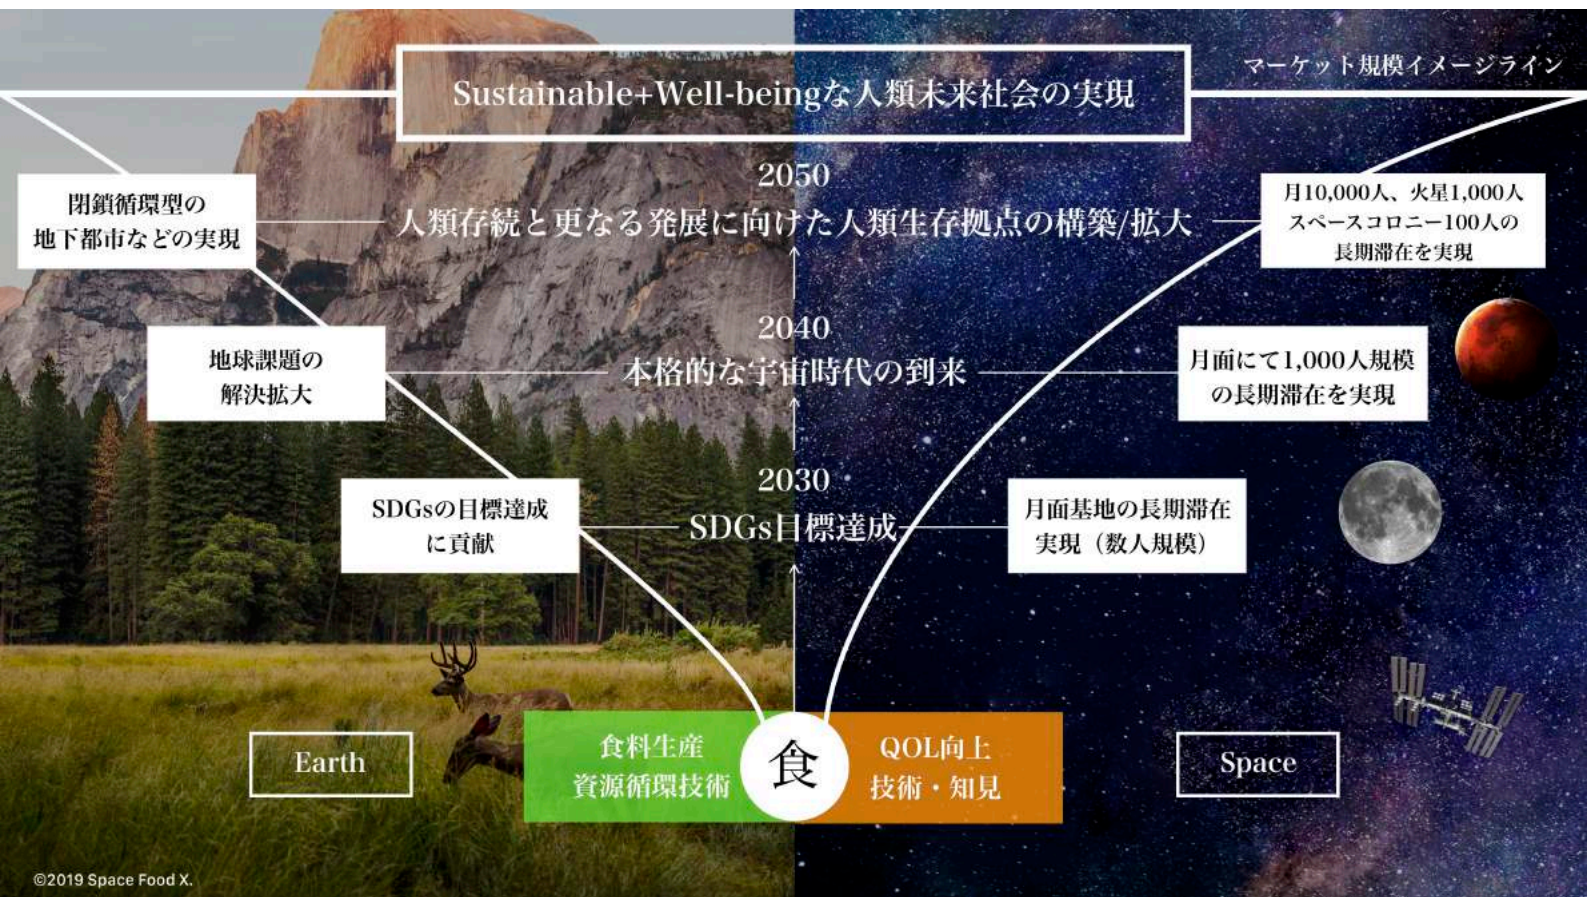 Sustainable+Well-beingな人類未来社会の実現
マーケット規模イメージライン
2050
人類存続と更なる発展に向けた人類生存拠点の構築/拡大
閉鎖循環型の
地下都市などの実現
月10,000人、火星1,000人
スペースコロニー100人の
長期滞在を実現
2040
本格的な宇宙時代の到来
地球課題の
解決拡大
月面にて1,000人規模
の長期滞在を実現
2030
SDGs目標達成
SDGsの目標達成
に貢献
月面基地の長期滞在
実現（数人規模）
Earth
食料生産
資源循環技術
食
QOL向上
技術・知見
Space
©2019 Space Food X.